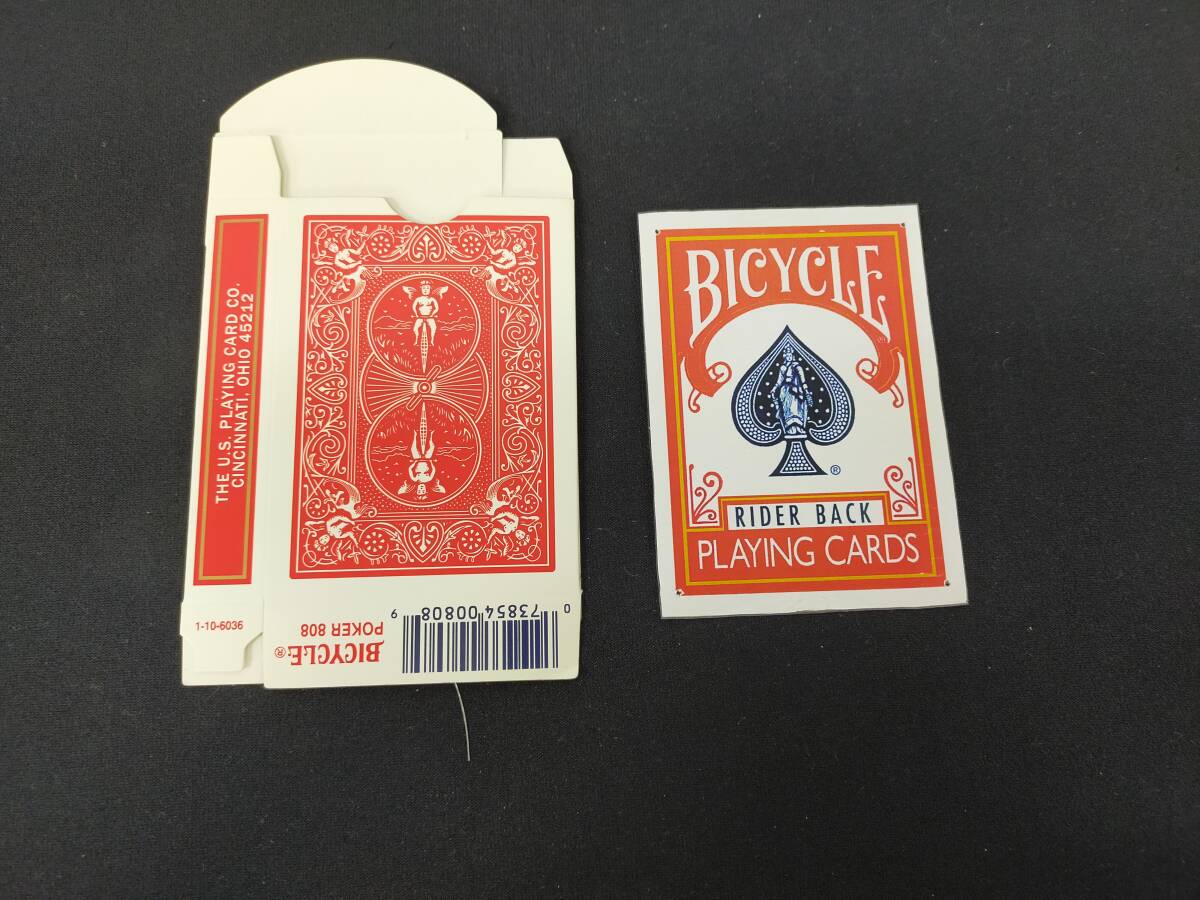 THE U.S. PLAYING CARD CO.
CINCINNATI, OHIO 45212
1-10-6036
BICYCLE®
POKER 808
0 73854 00808 9
BICYCLE
®
RIDER BACK
PLAYING CARDS